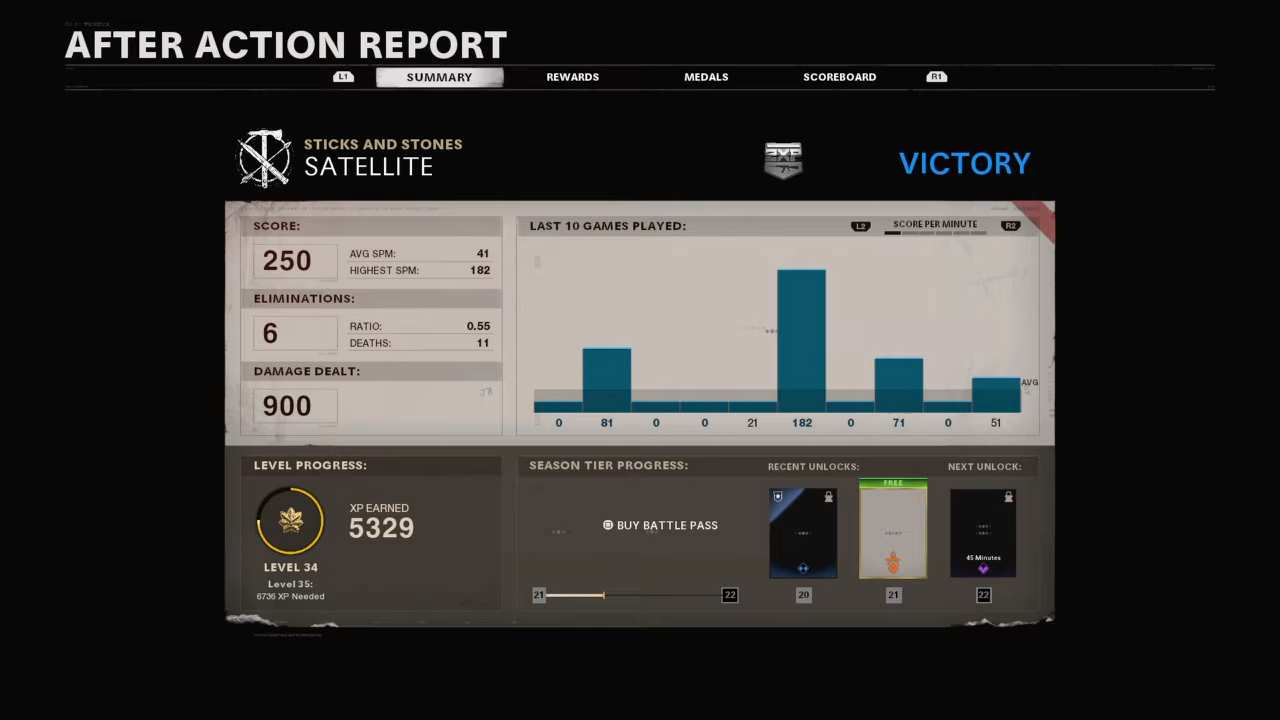 AFTER ACTION REPORT
L1 SUMMARY REWARDS MEDALS SCOREBOARD R1
STICKS AND STONES
SATELLITE
2XP
VICTORY
SCORE:
250
AVG SPM: 41
HIGHEST SPM: 182
ELIMINATIONS:
6
RATIO: 0.55
DEATHS: 11
DAMAGE DEALT:
900
LAST 10 GAMES PLAYED:
L2 SCORE PER MINUTE R2
AVG
0 81 0 0 21 182 0 71 0 51
LEVEL PROGRESS:
XP EARNED
5329
LEVEL 34
Level 35:
6736 XP Needed
SEASON TIER PROGRESS:
BUY BATTLE PASS
21 22
RECENT UNLOCKS:
FREE
20 21
NEXT UNLOCK:
45 Minutes
22